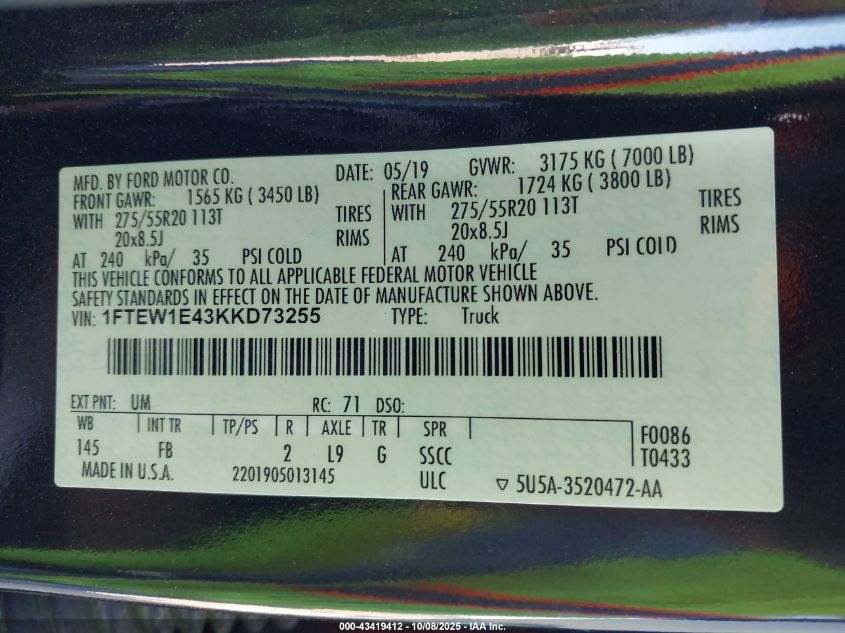 MFD. BY FORD MOTOR CO. DATE: 05/19 GVWR: 3175 KG ( 7000 LB)
FRONT GAWR: 1565 KG ( 3450 LB) REAR GAWR: 1724 KG ( 3800 LB)
WITH 275/55R20 113T TIRES WITH 275/55R20 113T TIRES
20x8.5J RIMS 20x8.5J RIMS
AT 240 kPa/ 35 PSI COLD AT 240 kPa/ 35 PSI COLD
THIS VEHICLE CONFORMS TO ALL APPLICABLE FEDERAL MOTOR VEHICLE
SAFETY STANDARDS IN EFFECT ON THE DATE OF MANUFACTURE SHOWN ABOVE.
VIN: 1FTEW1E43KKD73255 TYPE: Truck
EXT PNT: UM RC: 71 DSO:
WB INT TR TP/PS R AXLE TR SPR F0086
145 FB 2 L9 G SSCC T0433
MADE IN U.S.A. 2201905013145 ULC ▽ 5U5A-3520472-AA
000-43419412 - 10/08/2025 - IAA Inc.